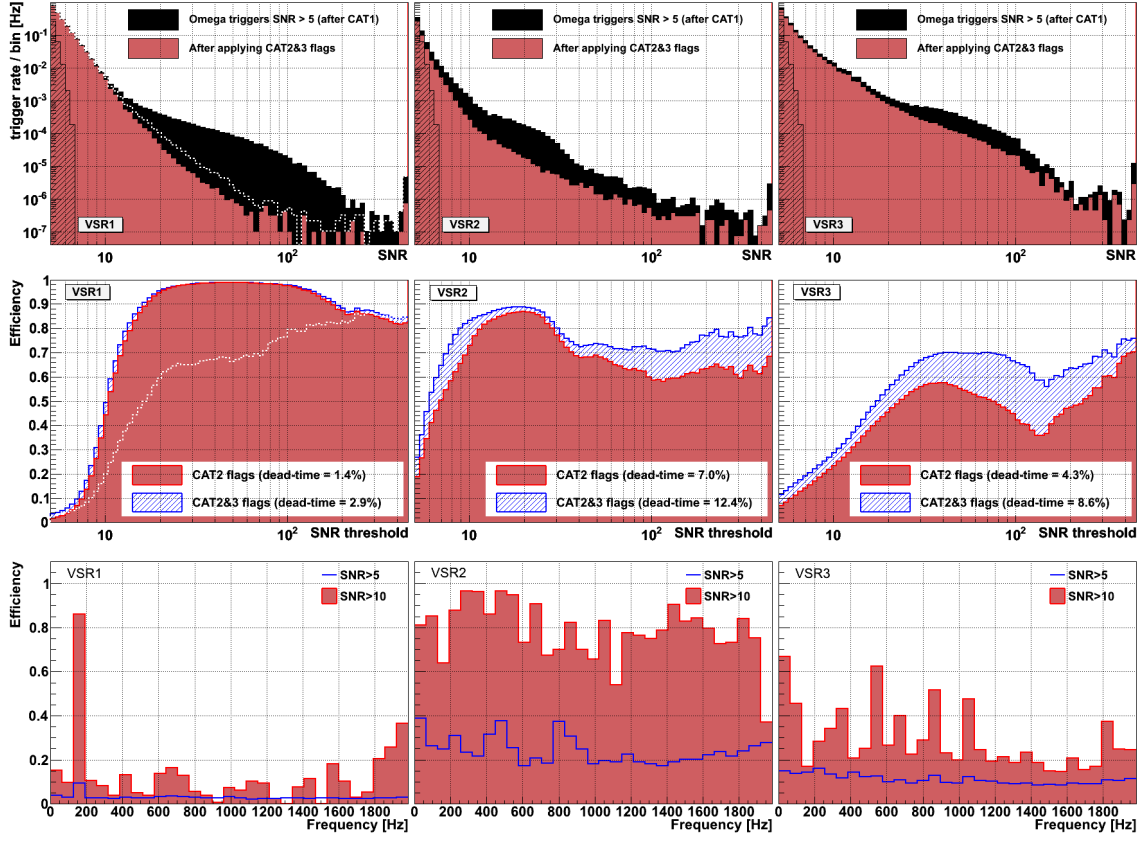 trigger rate / bin [Hz]
10⁻¹
10⁻²
10⁻³
10⁻⁴
10⁻⁵
10⁻⁶
10⁻⁷
Omega triggers SNR > 5 (after CAT1)
After applying CAT2&3 flags
VSR1
10
10²
SNR
Omega triggers SNR > 5 (after CAT1)
After applying CAT2&3 flags
VSR2
10
10²
SNR
Omega triggers SNR > 5 (after CAT1)
After applying CAT2&3 flags
VSR3
10
10²
SNR
Efficiency
1
0.9
0.8
0.7
0.6
0.5
0.4
0.3
0.2
0.1
0
VSR1
CAT2 flags (dead-time = 1.4%)
CAT2&3 flags (dead-time = 2.9%)
10
10²
SNR threshold
VSR2
CAT2 flags (dead-time = 7.0%)
CAT2&3 flags (dead-time = 12.4%)
10
10²
SNR threshold
VSR3
CAT2 flags (dead-time = 4.3%)
CAT2&3 flags (dead-time = 8.6%)
10
10²
SNR threshold
Efficiency
1
0.8
0.6
0.4
0.2
0
VSR1
SNR>5
SNR>10
0 200 400 600 800 1000 1200 1400 1600 1800
Frequency [Hz]
VSR2
SNR>5
SNR>10
0 200 400 600 800 1000 1200 1400 1600 1800
Frequency [Hz]
VSR3
SNR>5
SNR>10
0 200 400 600 800 1000 1200 1400 1600 1800
Frequency [Hz]